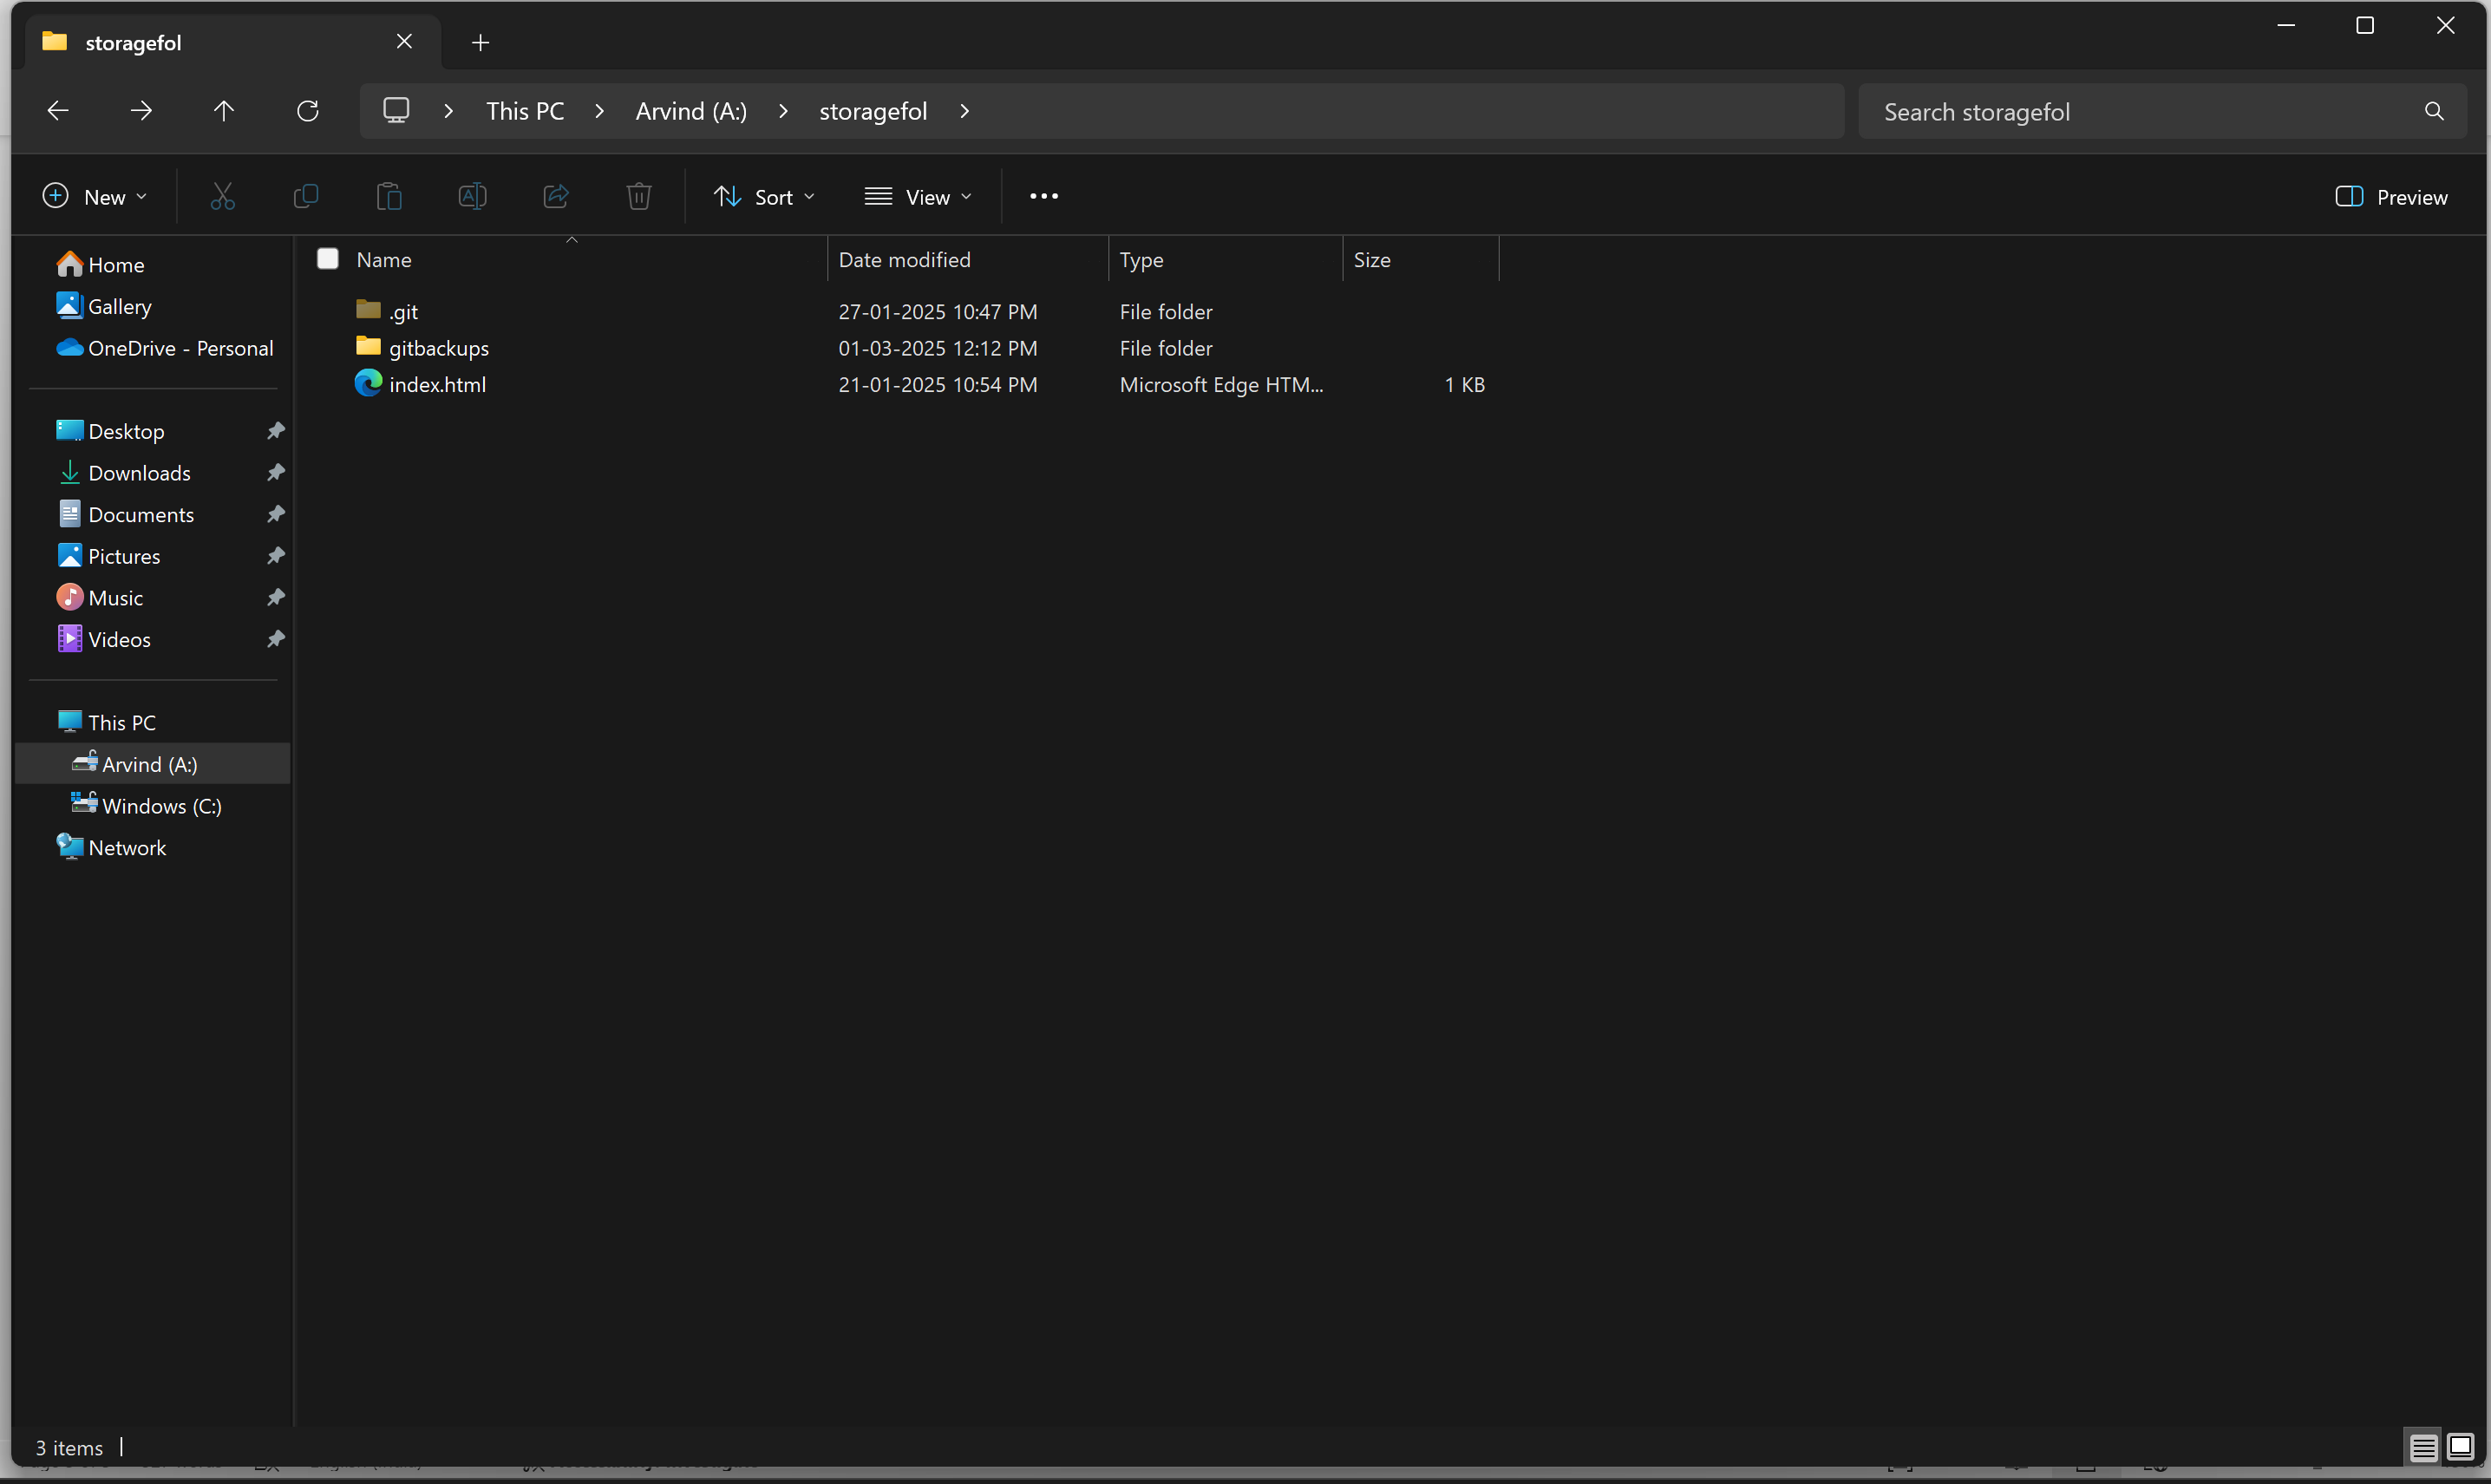 storagefol
This PC Arvind (A:) storagefol
Search storagefol
New Sort View Preview
Home
Gallery
OneDrive - Personal
Desktop
Downloads
Documents
Pictures
Music
Videos
This PC
Arvind (A:)
Windows (C:)
Network
Name Date modified Type Size
.git 27-01-2025 10:47 PM File folder
gitbackups 01-03-2025 12:12 PM File folder
index.html 21-01-2025 10:54 PM Microsoft Edge HTM... 1 KB
3 items